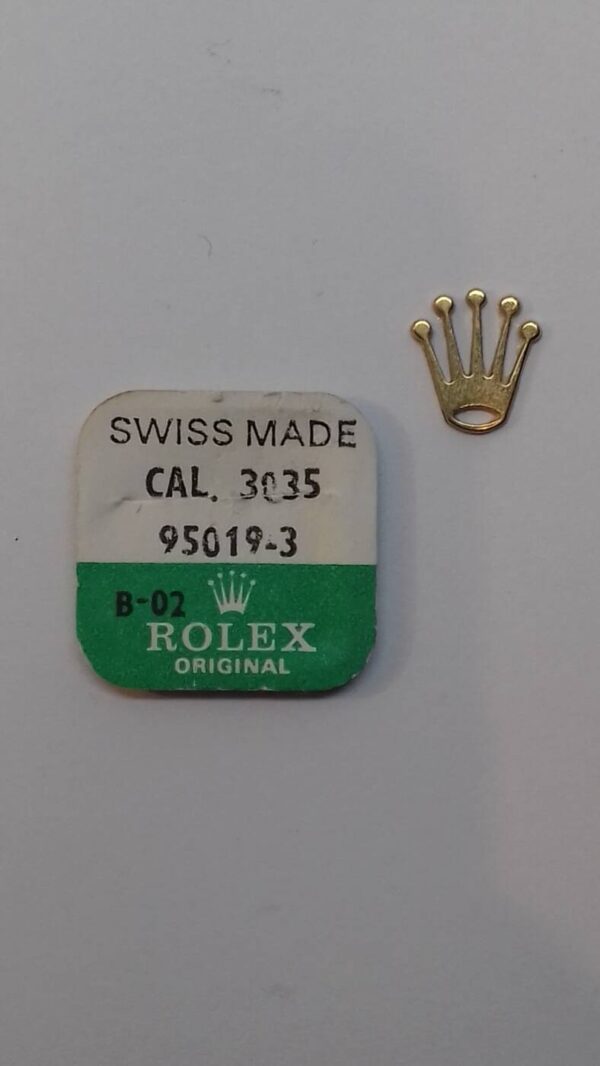 SWISS MADE
CAL. 3035
95019-3
B-02
ROLEX
ORIGINAL